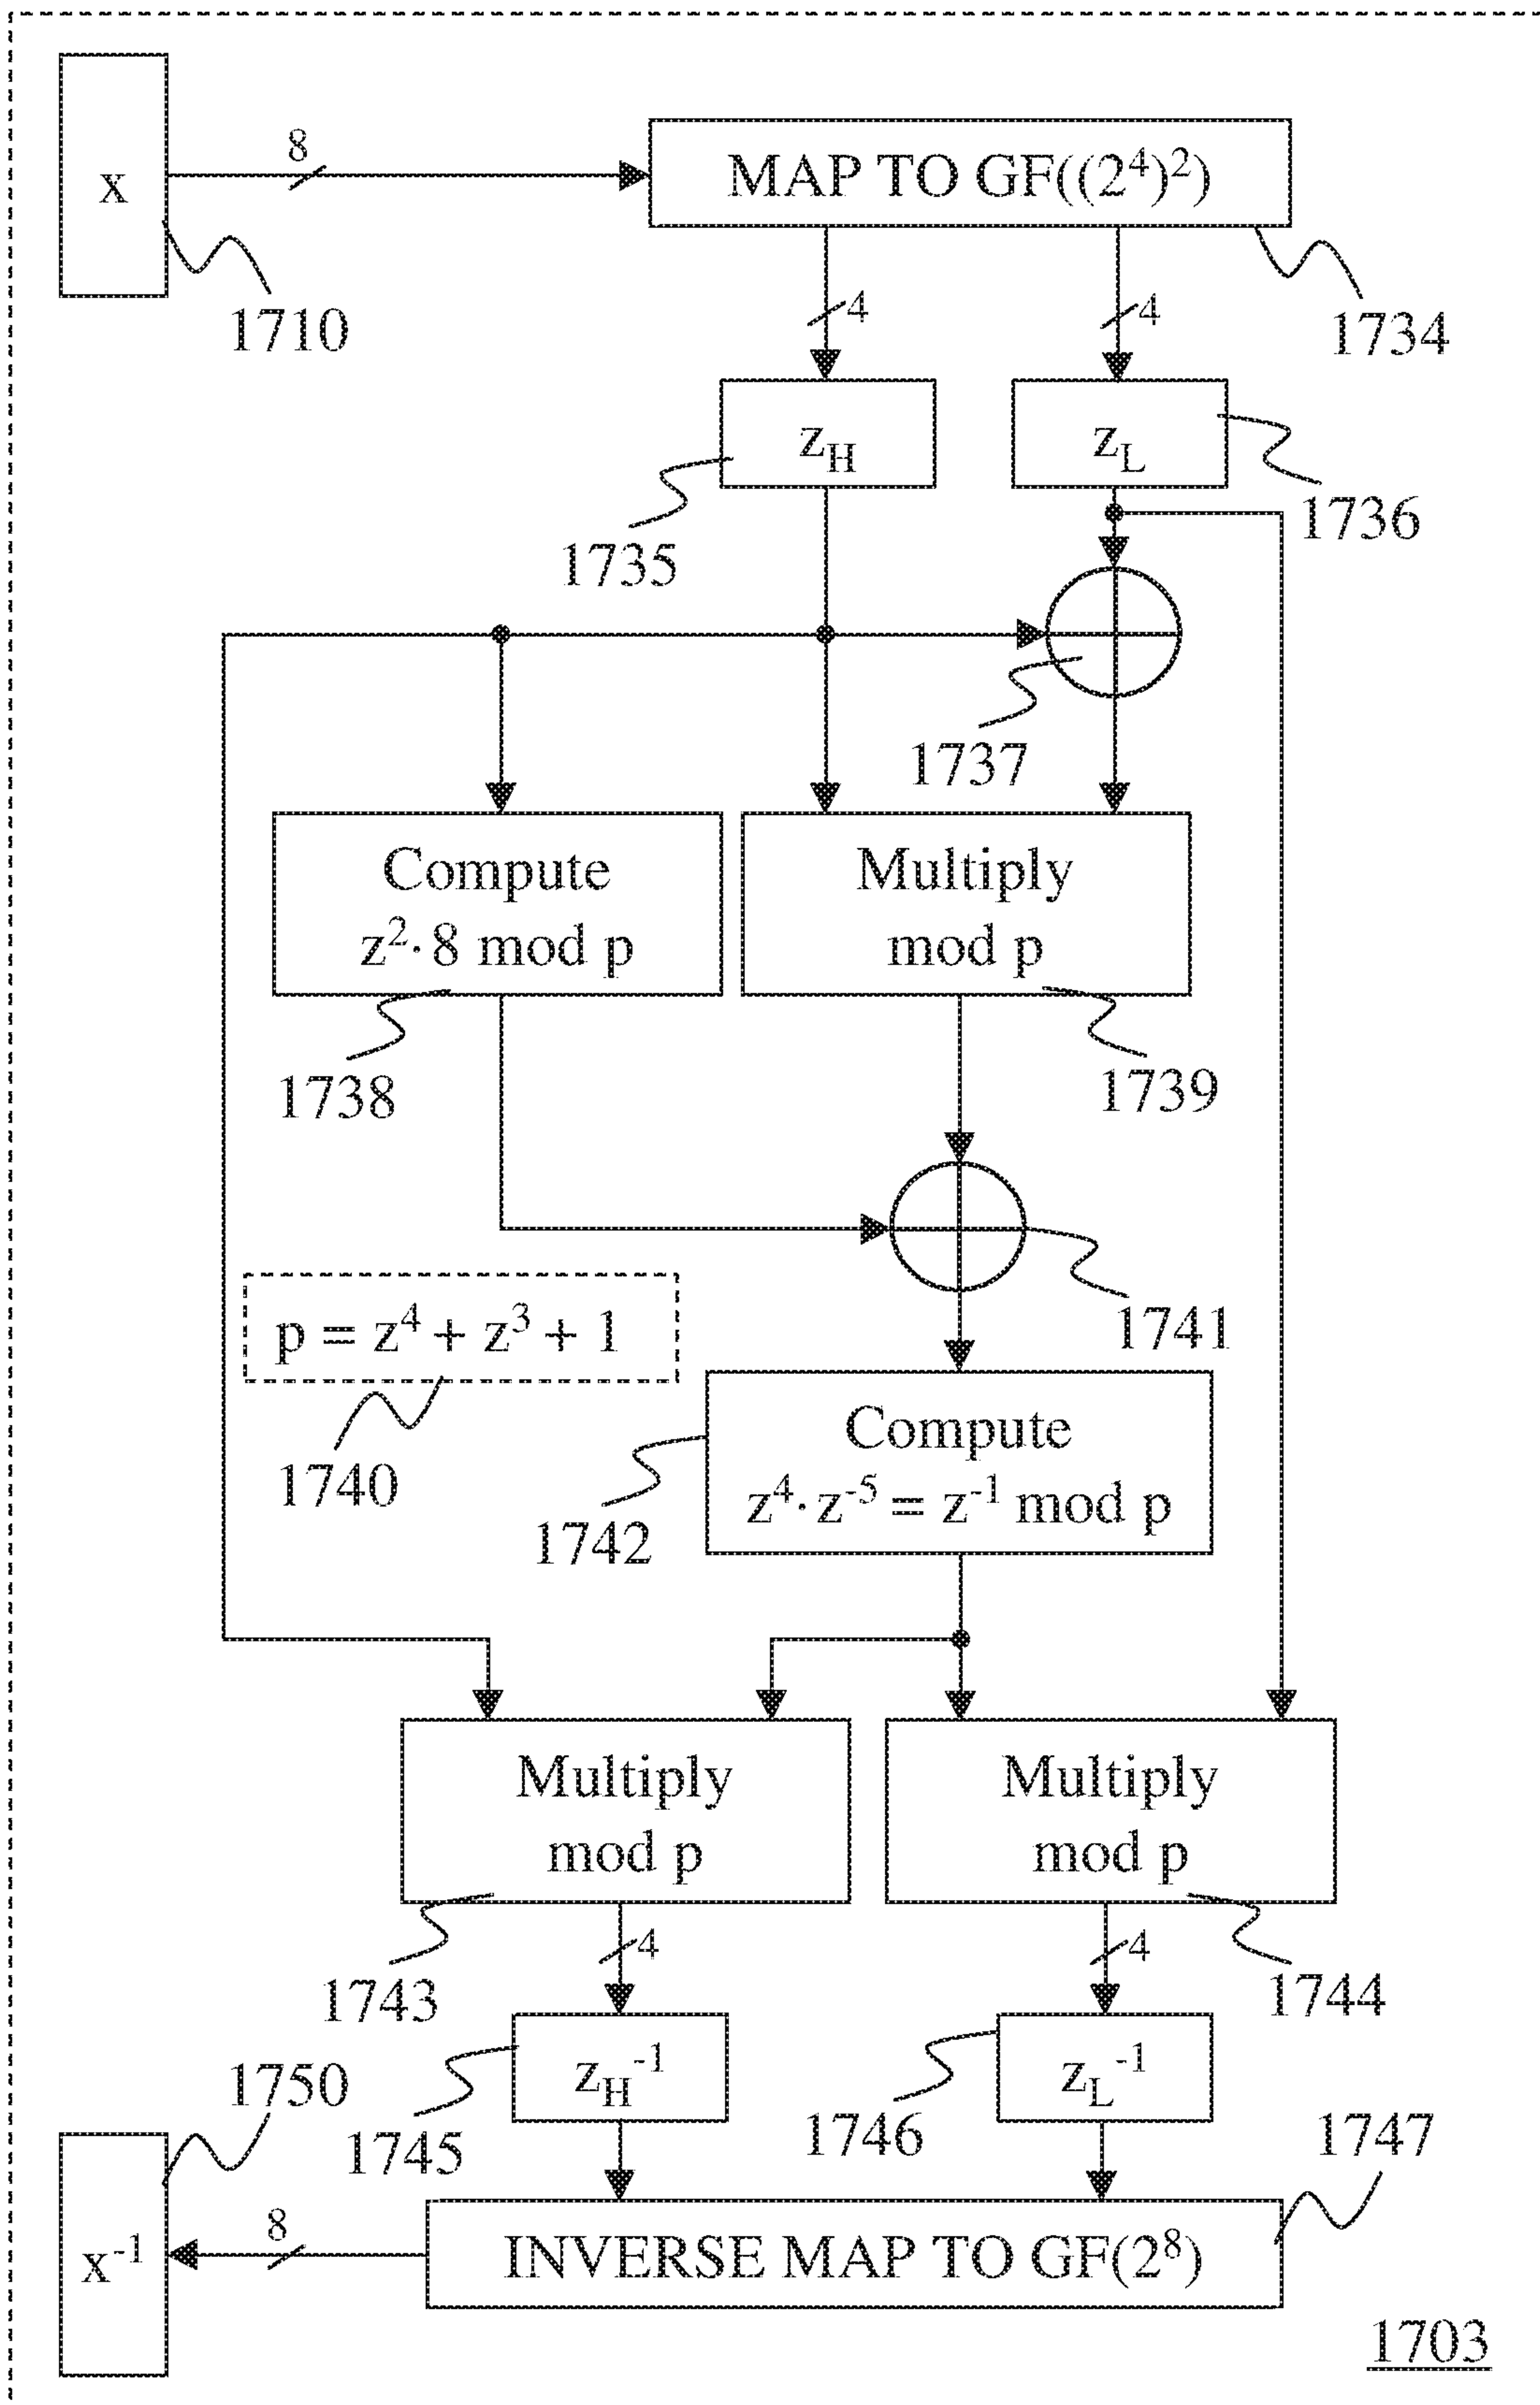 x
8
MAP TO GF((2⁴)²)
1710
4
4
1734
z_H
z_L
1735
1736
1737
Compute
z²·8 mod p
Multiply
mod p
1738
1739
p = z⁴ + z³ + 1
1741
1740
Compute
z⁴·z⁻⁵ = z⁻¹ mod p
1742
Multiply
mod p
Multiply
mod p
4
4
1743
1744
z_H⁻¹
z_L⁻¹
1750
1745
1746
1747
x⁻¹
8
INVERSE MAP TO GF(2⁸)
1703